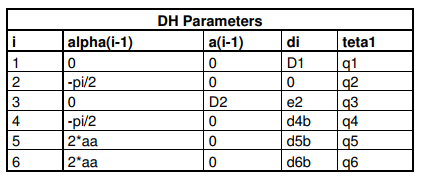 DH Parameters
i alpha(i-1) a(i-1) di teta1
1 0 0 D1 q1
2 -pi/2 0 0 q2
3 0 D2 e2 q3
4 -pi/2 0 d4b q4
5 2*aa 0 d5b q5
6 2*aa 0 d6b q6